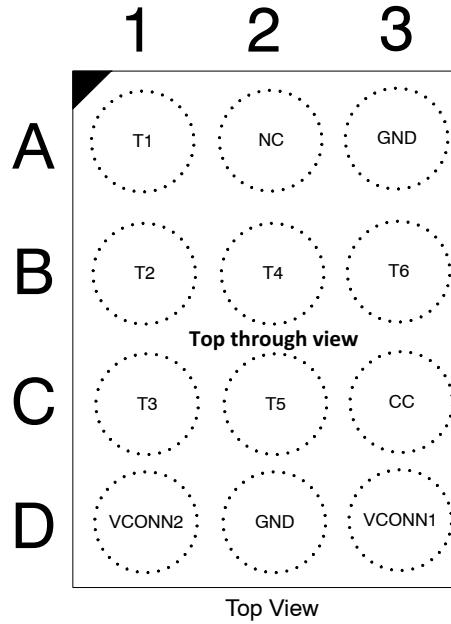 1 2 3
A T1 NC GND
B T2 T4 T6
Top through view
C T3 T5 CC
D VCONN2 GND VCONN1
Top View